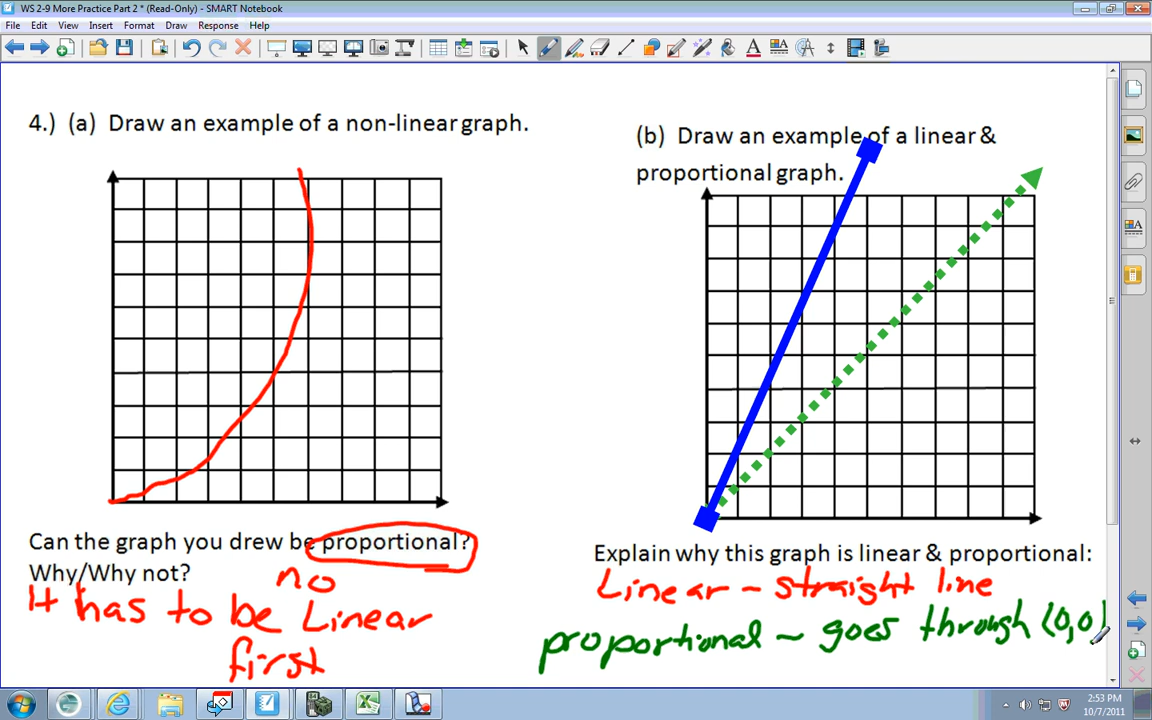 WS 2-9 More Practice Part 2 * (Read-Only) - SMART Notebook
File Edit View Insert Format Draw Response Help
4.) (a) Draw an example of a non-linear graph.
(b) Draw an example of a linear &
proportional graph.
Can the graph you drew be proportional?
Why/Why not?
no
It has to be Linear
first
Explain why this graph is linear & proportional:
Linear - straight line
proportional - goes through (0,0)
2:53 PM
10/7/2011